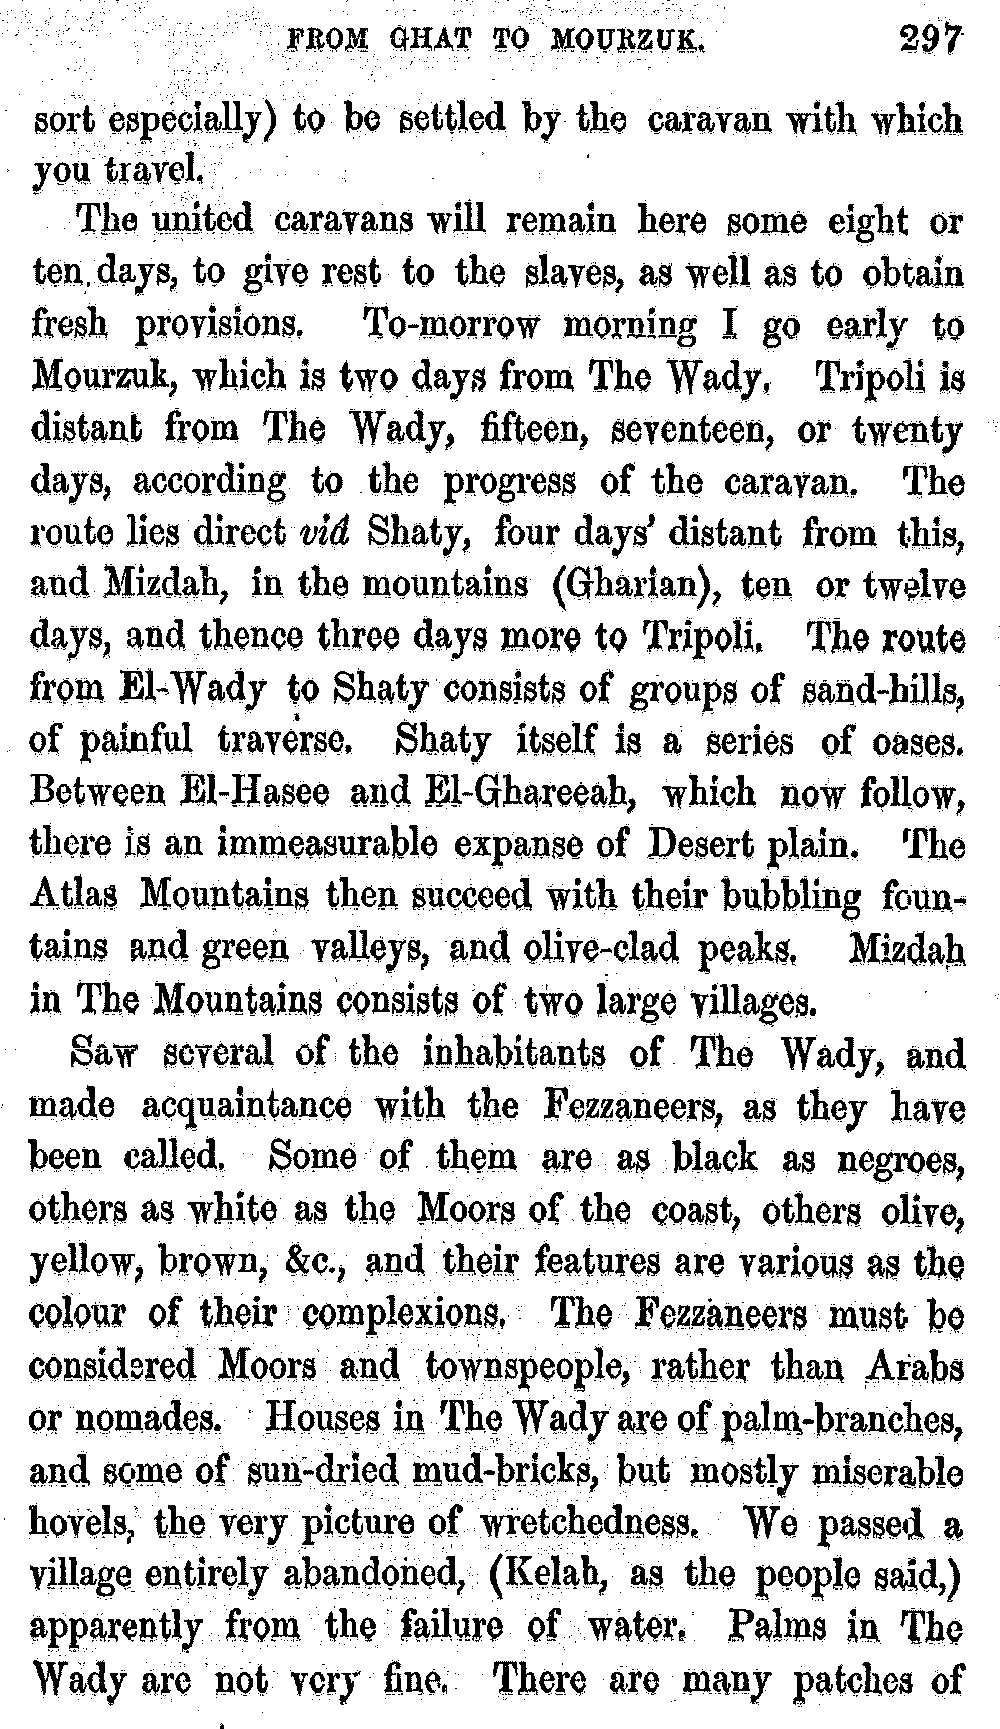 FROM GHAT TO MOURZUK. 297
sort especially) to be settled by the caravan with which
you travel.
The united caravans will remain here some eight or
ten days, to give rest to the slaves, as well as to obtain
fresh provisions. To-morrow morning I go early to
Mourzuk, which is two days from The Wady. Tripoli is
distant from The Wady, fifteen, seventeen, or twenty
days, according to the progress of the caravan. The
route lies direct viâ Shaty, four days' distant from this,
and Mizdah, in the mountains (Gharian), ten or twelve
days, and thence three days more to Tripoli. The route
from El-Wady to Shaty consists of groups of sand-hills,
of painful traverse. Shaty itself is a series of oases.
Between El-Hasee and El-Ghareeah, which now follow,
there is an immeasurable expanse of Desert plain. The
Atlas Mountains then succeed with their bubbling foun-
tains and green valleys, and olive-clad peaks. Mizdah
in The Mountains consists of two large villages.
Saw several of the inhabitants of The Wady, and
made acquaintance with the Fezzaneers, as they have
been called. Some of them are as black as negroes,
others as white as the Moors of the coast, others olive,
yellow, brown, &c., and their features are various as the
colour of their complexions. The Fezzaneers must be
considered Moors and townspeople, rather than Arabs
or nomades. Houses in The Wady are of palm-branches,
and some of sun-dried mud-bricks, but mostly miserable
hovels, the very picture of wretchedness. We passed a
village entirely abandoned, (Kelah, as the people said,)
apparently from the failure of water. Palms in The
Wady are not very fine. There are many patches of